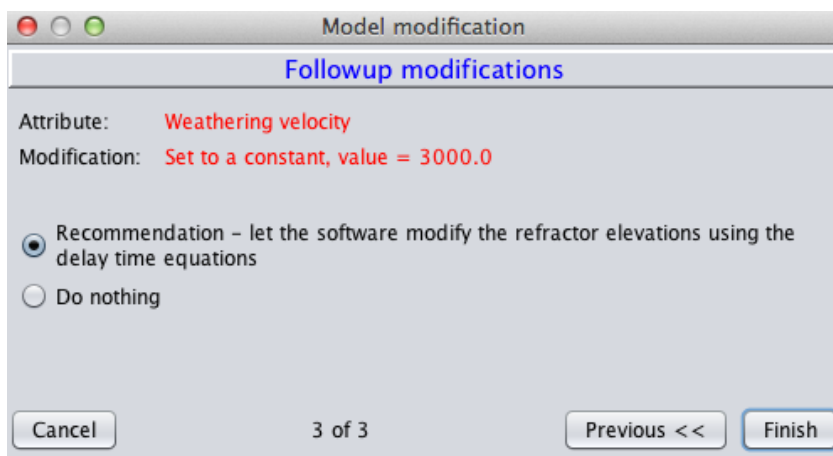 Model modification
Followup modifications
Attribute: Weathering velocity
Modification: Set to a constant, value = 3000.0
Recommendation – let the software modify the refractor elevations using the
delay time equations
Do nothing
Cancel 3 of 3 Previous << Finish